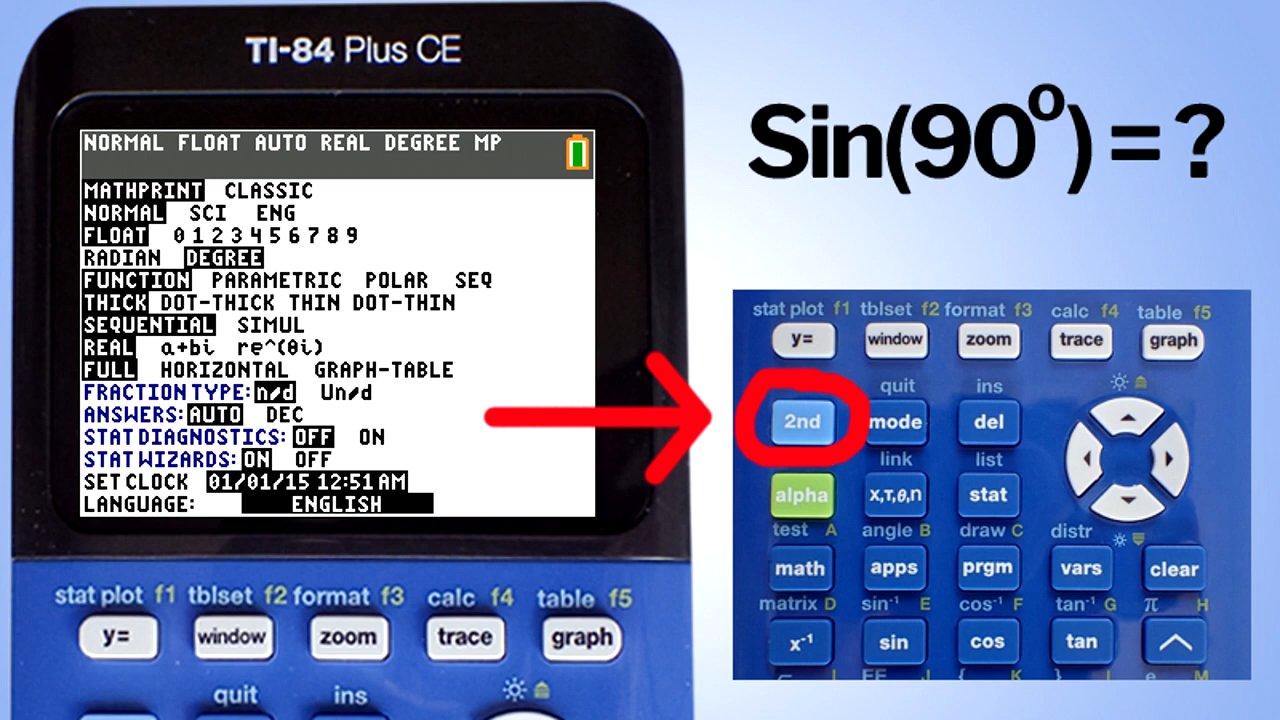 TI-84 Plus CE
NORMAL FLOAT AUTO REAL DEGREE MP
MATHPRINT CLASSIC
NORMAL SCI ENG
FLOAT 0 1 2 3 4 5 6 7 8 9
RADIAN DEGREE
FUNCTION PARAMETRIC POLAR SEQ
THICK DOT-THICK THIN DOT-THIN
SEQUENTIAL SIMUL
REAL a+bi re^(θi)
FULL HORIZONTAL GRAPH-TABLE
FRACTION TYPE: n/d Un/d
ANSWERS: AUTO DEC
STAT DIAGNOSTICS: OFF ON
STAT WIZARDS: ON OFF
SET CLOCK 01/01/15 12:51 AM
LANGUAGE: ENGLISH
stat plot f1 tblset f2 format f3 calc f4 table f5
y= window zoom trace graph
quit ins
Sin(90°) = ?
stat plot f1 tblset f2 format f3 calc f4 table f5
y= window zoom trace graph
quit ins
2nd mode del
link list
alpha X,T,θ,n stat
test A angle B draw C distr
math apps prgm vars clear
matrix D sin⁻¹ E cos⁻¹ F tan⁻¹ G π H
x⁻¹ sin cos tan ^